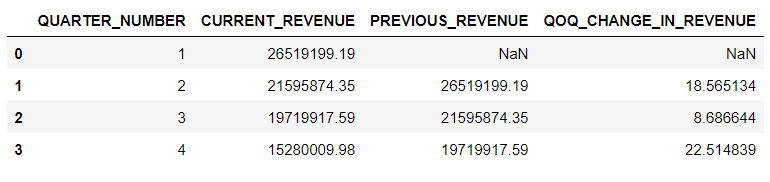 QUARTER_NUMBER CURRENT_REVENUE PREVIOUS_REVENUE QOQ_CHANGE_IN_REVENUE
0 1 26519199.19 NaN NaN
1 2 21595874.35 26519199.19 18.565134
2 3 19719917.59 21595874.35 8.686644
3 4 15280009.98 19719917.59 22.514839